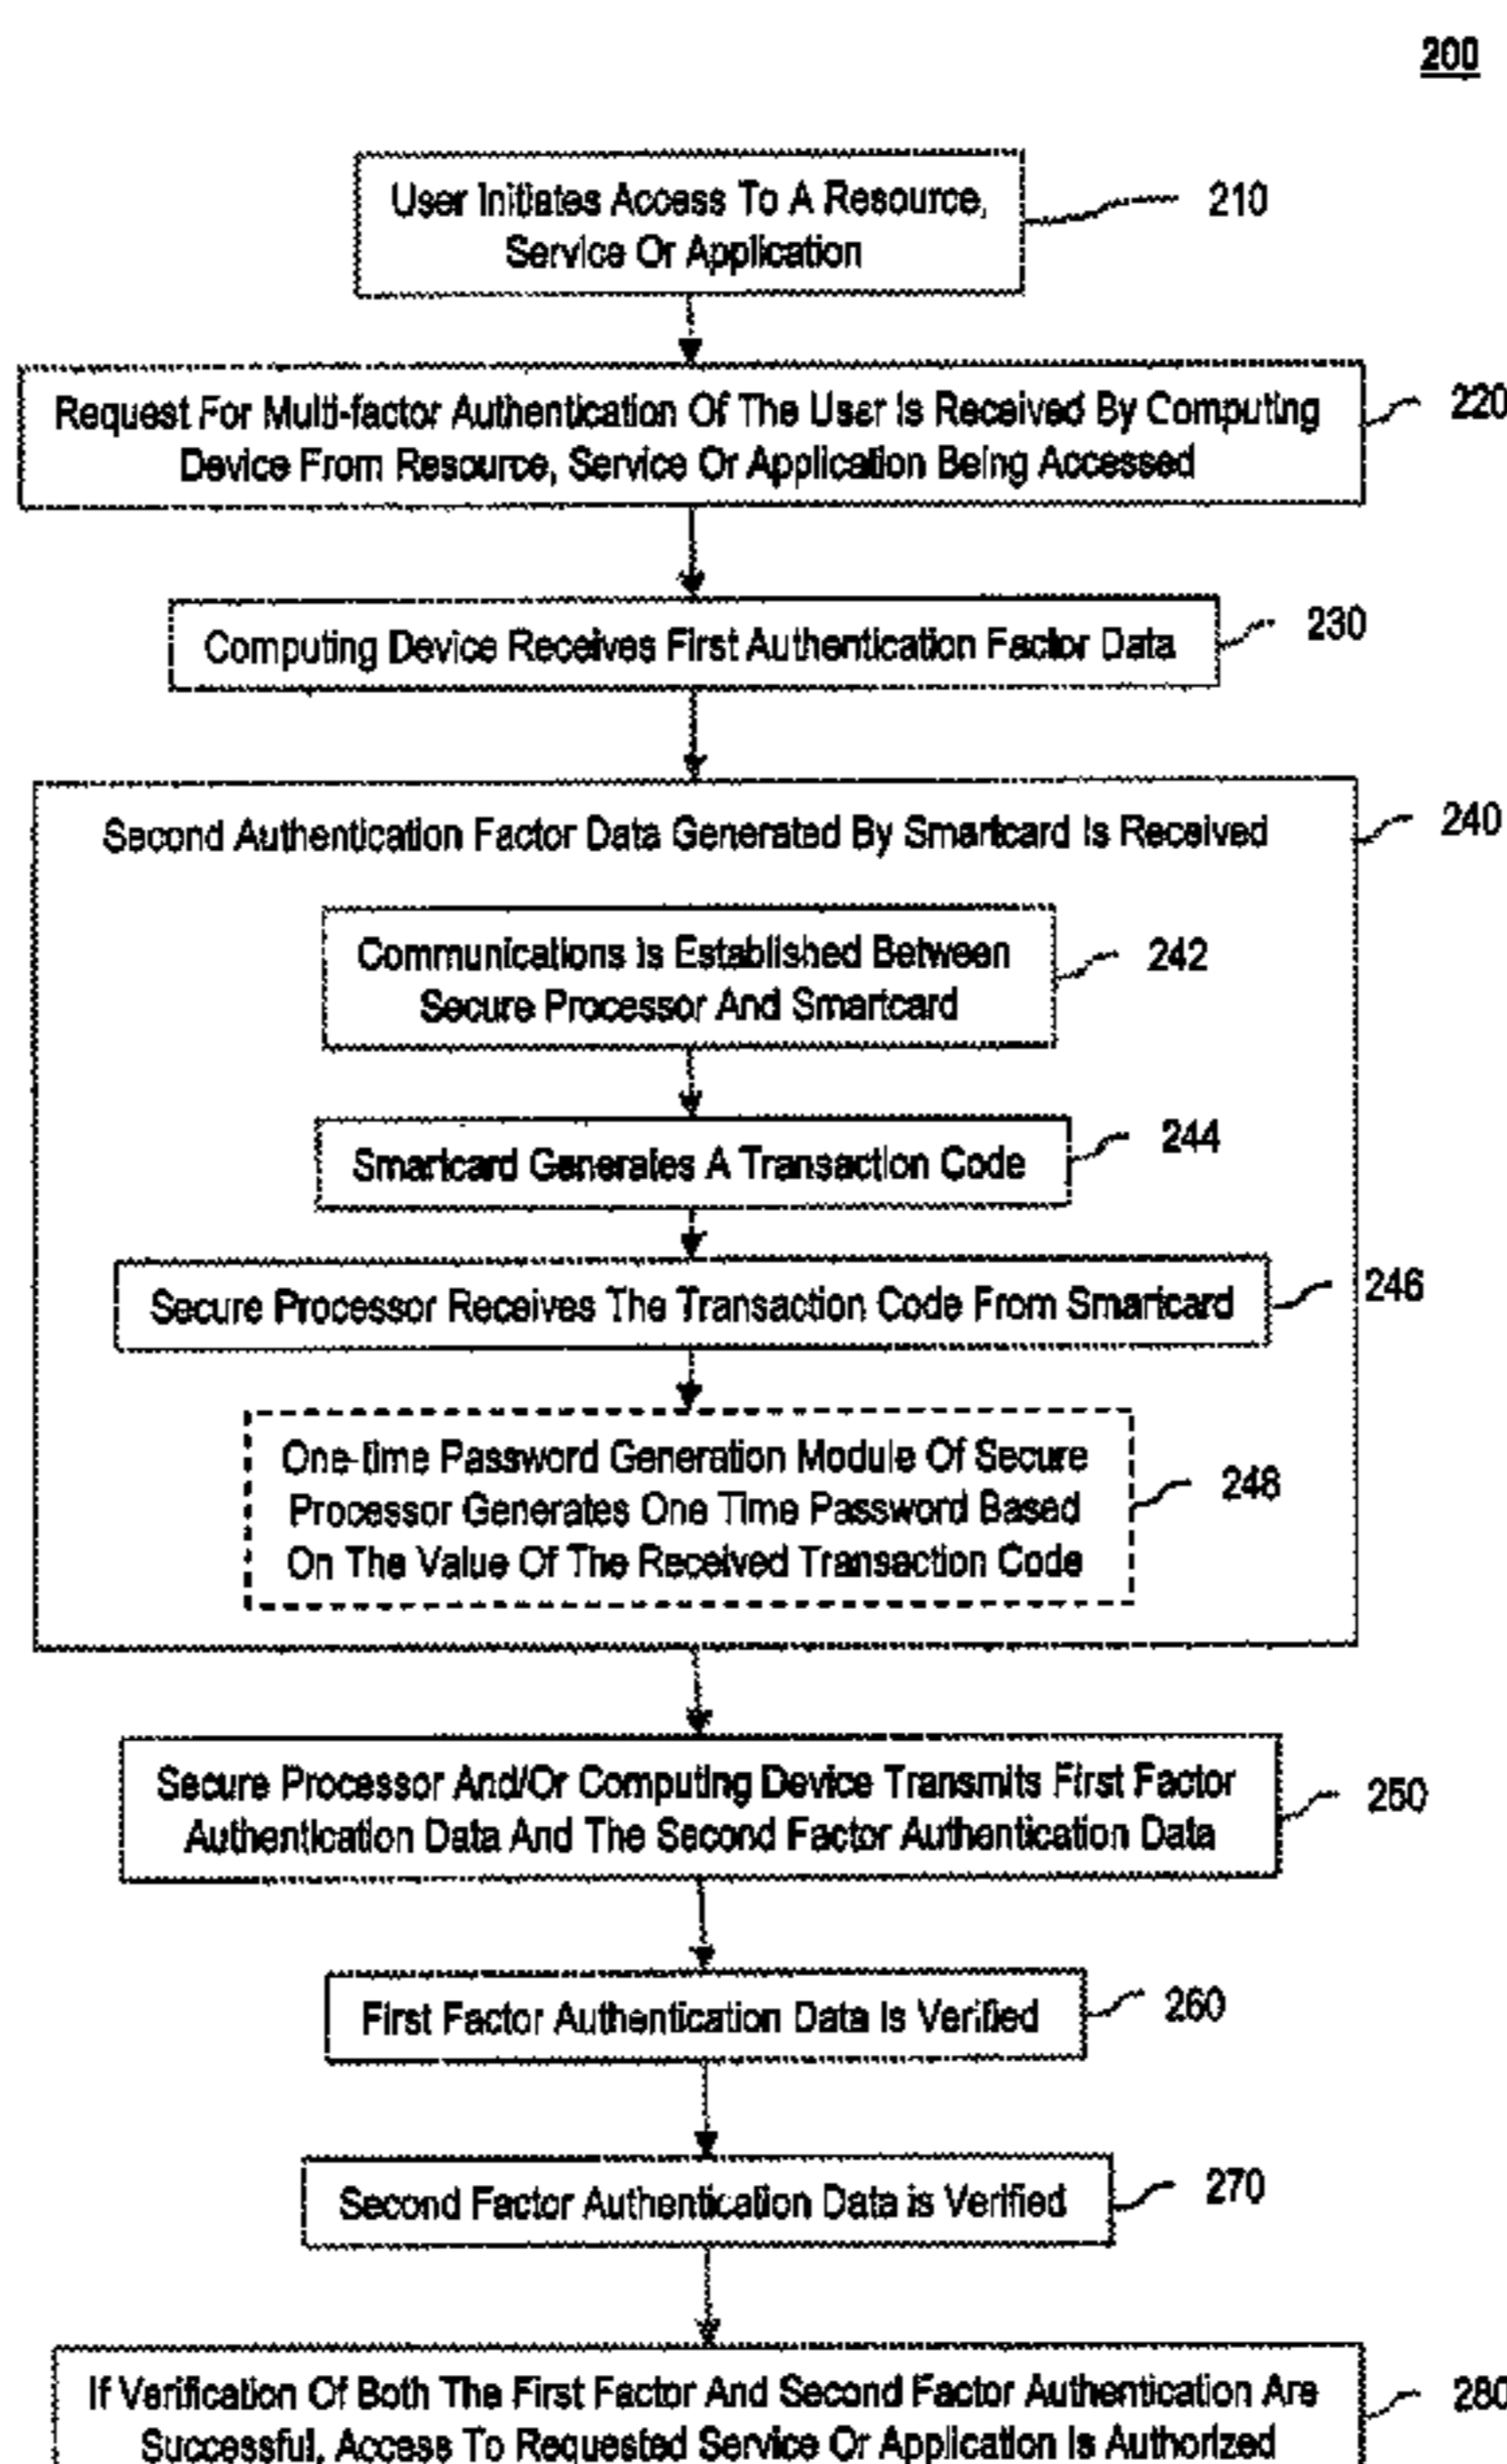 200
User Initiates Access To A Resource,
Service Or Application
210
Request For Multi-factor Authentication Of The User Is Received By Computing
Device From Resource, Service Or Application Being Accessed
220
Computing Device Receives First Authentication Factor Data
230
Second Authentication Factor Data Generated By Smartcard Is Received
240
Communications Is Established Between
Secure Processor And Smartcard
242
Smartcard Generates A Transaction Code
244
Secure Processor Receives The Transaction Code From Smartcard
246
One-time Password Generation Module Of Secure
Processor Generates One Time Password Based
On The Value Of The Received Transaction Code
248
Secure Processor And/Or Computing Device Transmits First Factor
Authentication Data And The Second Factor Authentication Data
250
First Factor Authentication Data Is Verified
260
Second Factor Authentication Data is Verified
270
If Verification Of Both The First Factor And Second Factor Authentication Are
Successful, Access To Requested Service Or Application Is Authorized
280